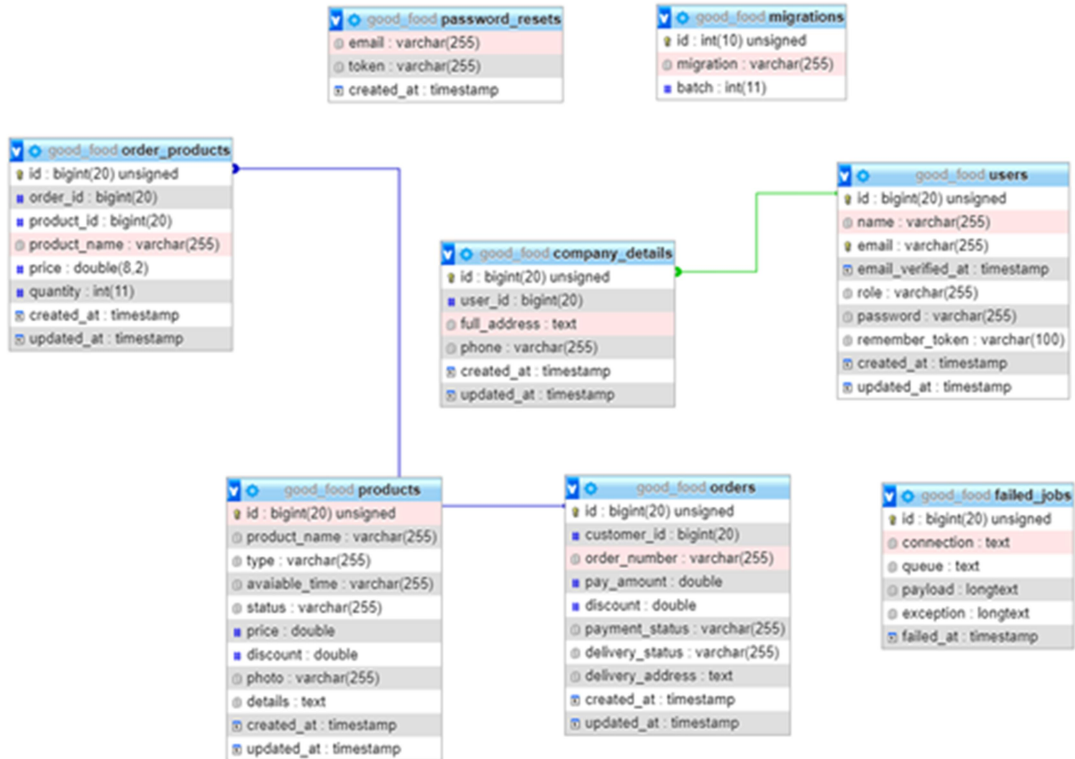 good_food password_resets
email : varchar(255)
token : varchar(255)
created_at : timestamp
good_food migrations
id : int(10) unsigned
migration : varchar(255)
batch : int(11)
good_food order_products
id : bigint(20) unsigned
order_id : bigint(20)
product_id : bigint(20)
product_name : varchar(255)
price : double(8,2)
quantity : int(11)
created_at : timestamp
updated_at : timestamp
good_food company_details
id : bigint(20) unsigned
user_id : bigint(20)
full_address : text
phone : varchar(255)
created_at : timestamp
updated_at : timestamp
good_food users
id : bigint(20) unsigned
name : varchar(255)
email : varchar(255)
email_verified_at : timestamp
role : varchar(255)
password : varchar(255)
remember_token : varchar(100)
created_at : timestamp
updated_at : timestamp
good_food products
id : bigint(20) unsigned
product_name : varchar(255)
type : varchar(255)
avaiable_time : varchar(255)
status : varchar(255)
price : double
discount : double
photo : varchar(255)
details : text
created_at : timestamp
updated_at : timestamp
good_food orders
id : bigint(20) unsigned
customer_id : bigint(20)
order_number : varchar(255)
pay_amount : double
discount : double
payment_status : varchar(255)
delivery_status : varchar(255)
delivery_address : text
created_at : timestamp
updated_at : timestamp
good_food failed_jobs
id : bigint(20) unsigned
connection : text
queue : text
payload : longtext
exception : longtext
failed_at : timestamp